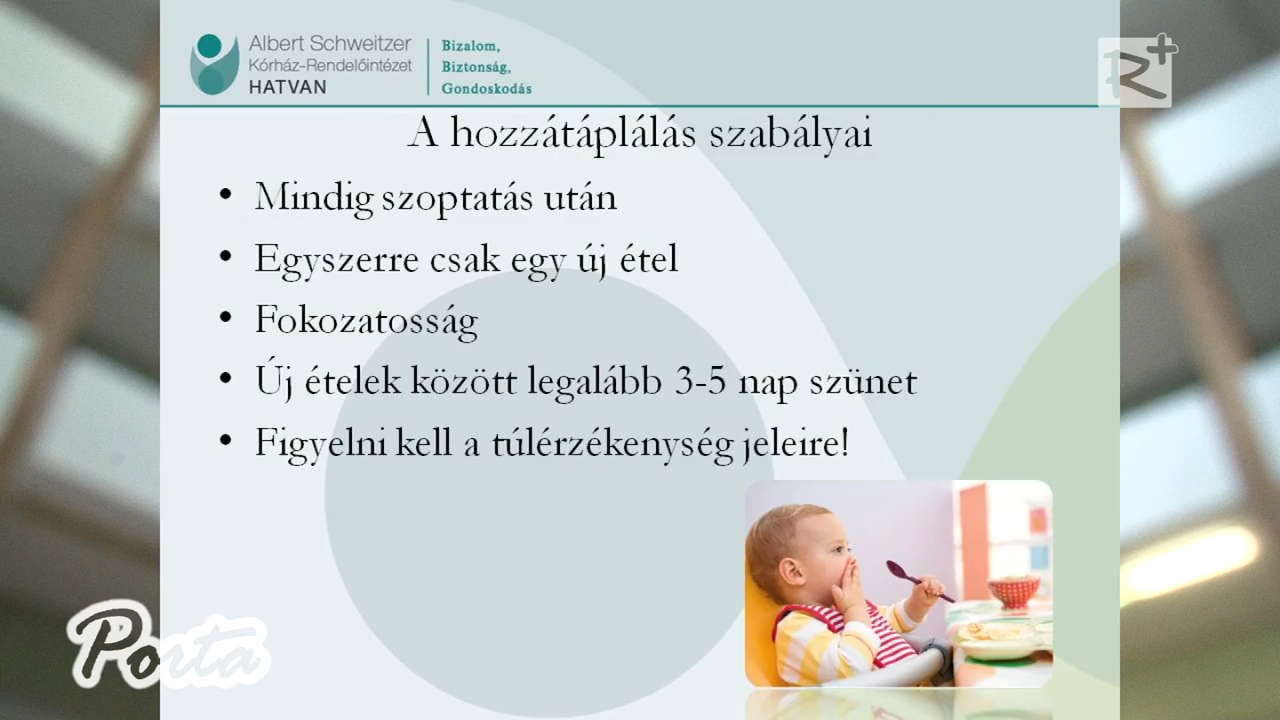 Albert Schweitzer
Kórház-Rendelőintézet
HATVAN
Bizalom,
Biztonság,
Gondoskodás
R+
A hozzátáplálás szabályai
• Mindig szoptatás után
• Egyszerre csak egy új étel
• Fokozatosság
• Új ételek között legalább 3-5 nap szünet
• Figyelni kell a túlérzékenység jeleire!
Porta